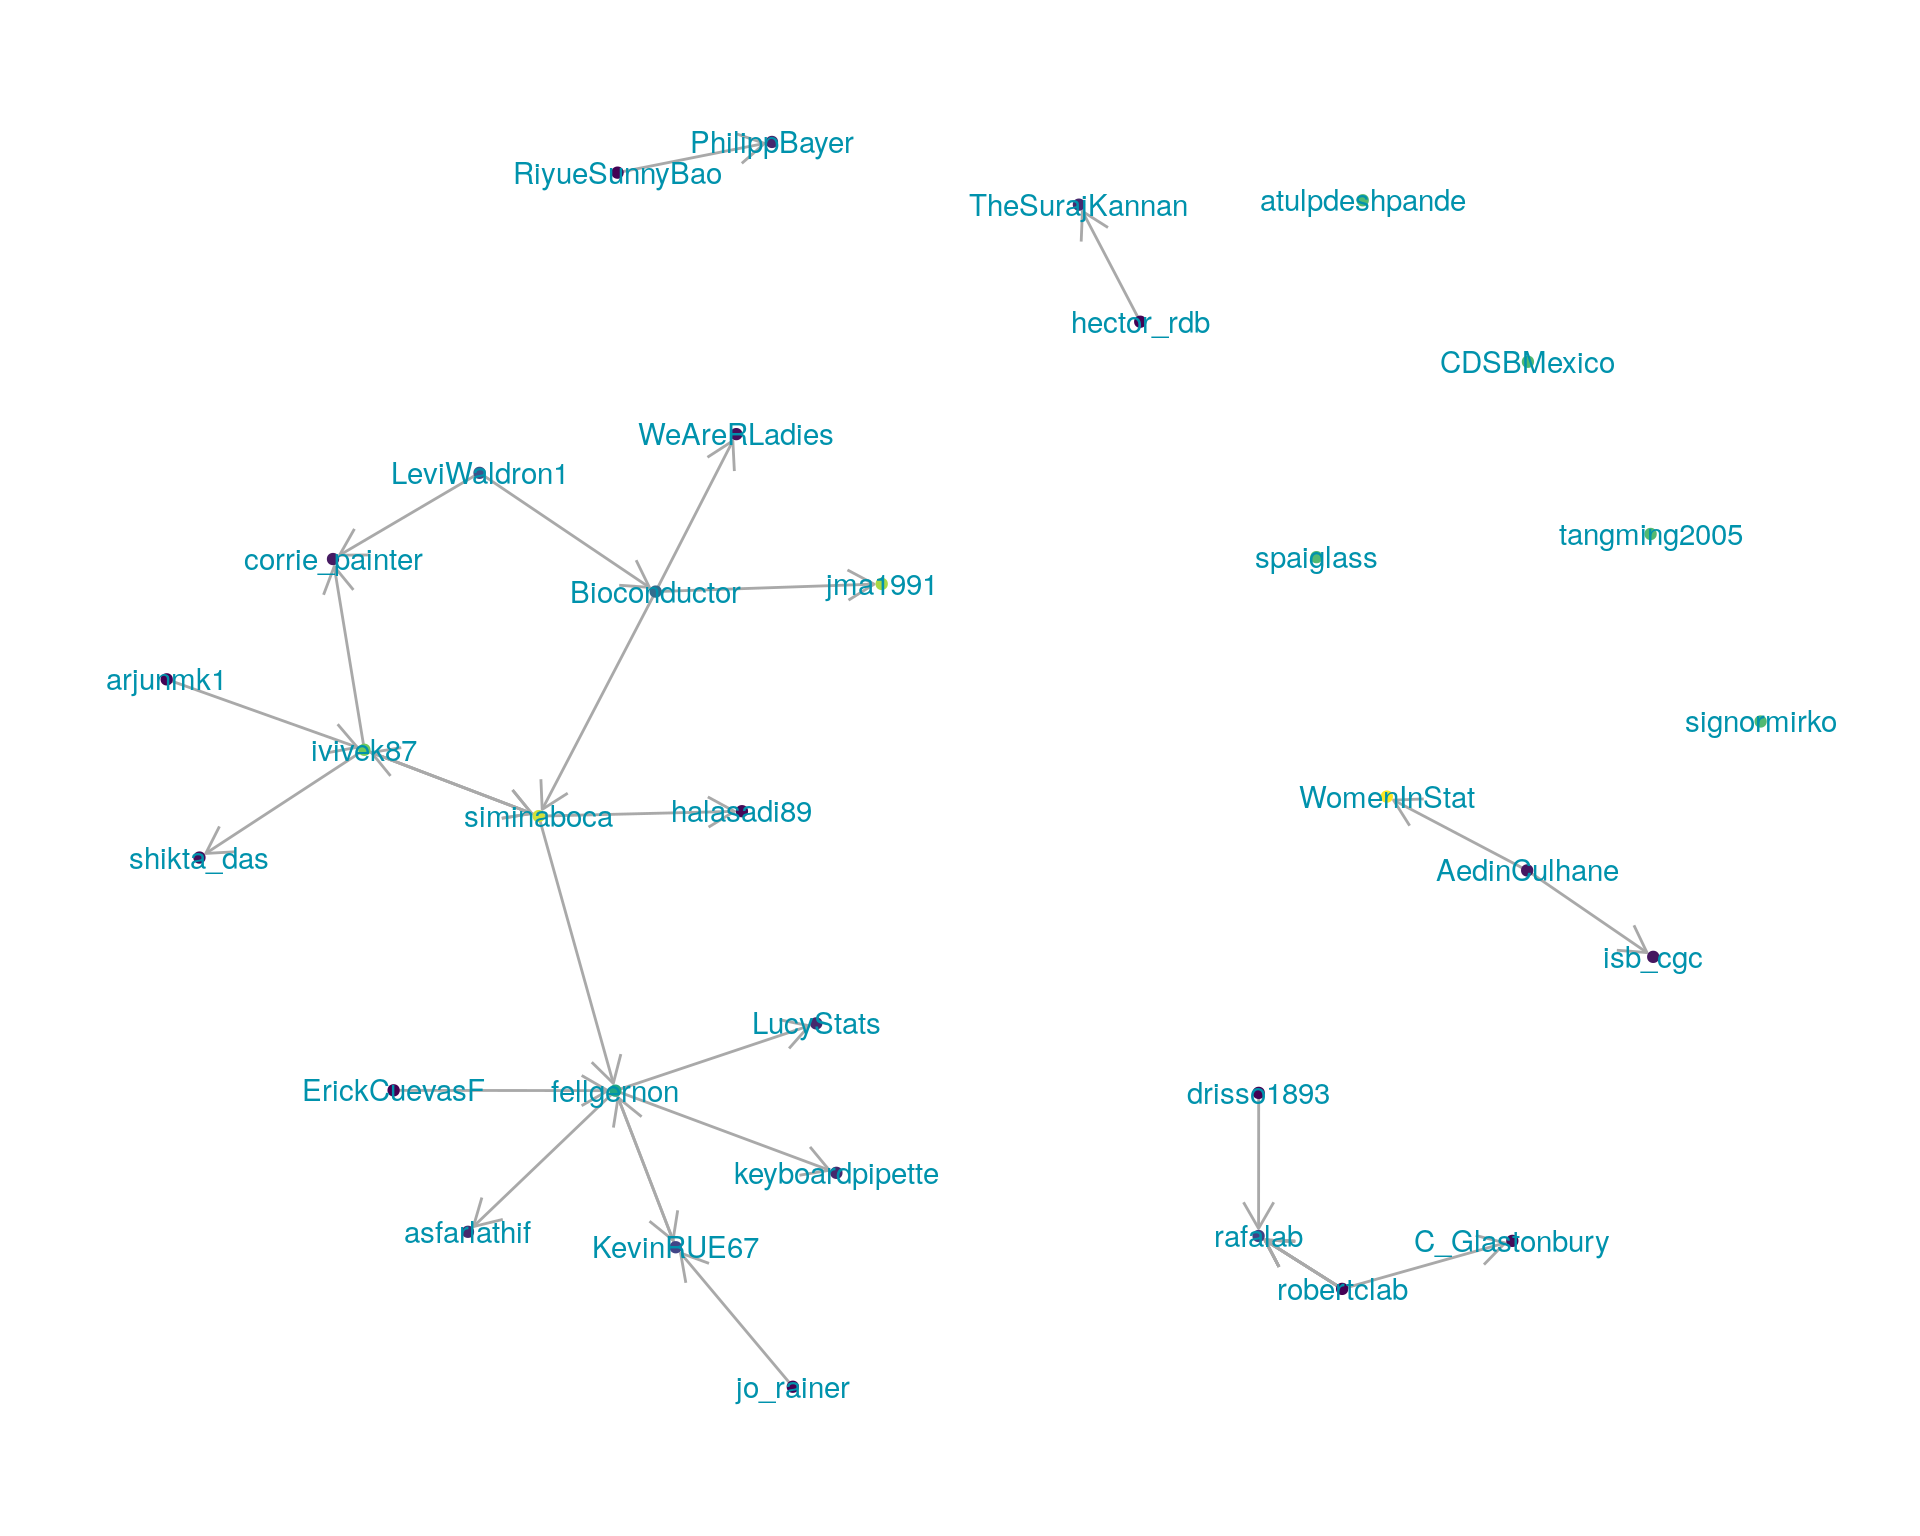 PhilippBayer
RiyueSunnyBao
TheSurajKannan
atulpdeshpande
hector_rdb
CDSBMexico
WeAreRLadies
LeviWaldron1
corrie_painter
Bioconductor
jma1991
spaiglass
tangming2005
arjunmk1
ivivek87
signormirko
siminaboca
halasadi89
WomenInStat
shikta_das
AedinCulhane
isb_cgc
LucyStats
ErickCuevasF
fellgernon
drisso1893
keyboardpipette
asfariathif
KevinRUE67
rafalab
C_Glastonbury
robertclab
jo_rainer